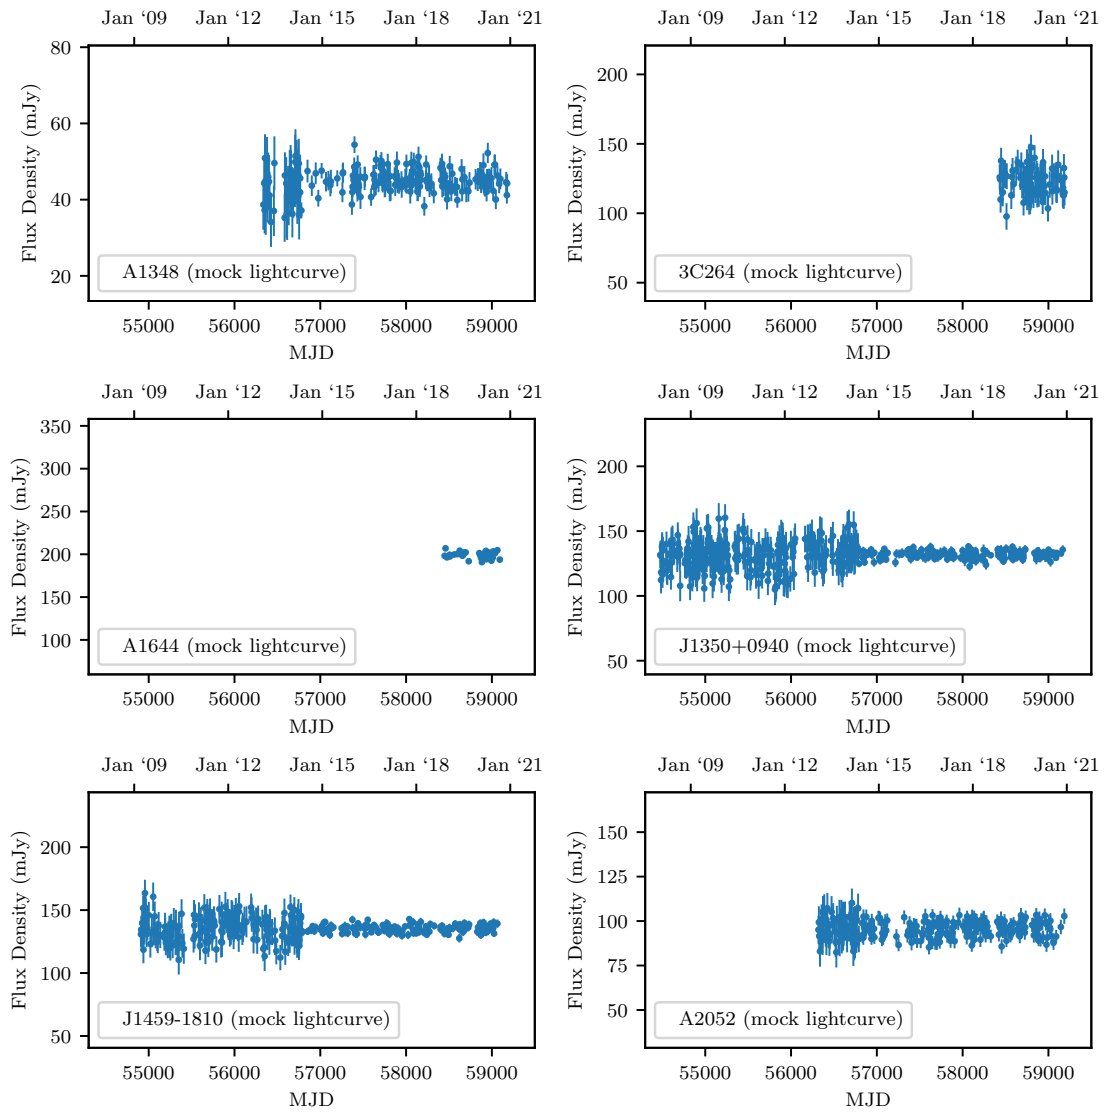 Jan ‘09 Jan ‘12 Jan ‘15 Jan ‘18 Jan ‘21
80
60
40
20
Flux Density (mJy)
A1348 (mock lightcurve)
55000 56000 57000 58000 59000
MJD
Jan ‘09 Jan ‘12 Jan ‘15 Jan ‘18 Jan ‘21
200
150
100
50
Flux Density (mJy)
3C264 (mock lightcurve)
55000 56000 57000 58000 59000
MJD
Jan ‘09 Jan ‘12 Jan ‘15 Jan ‘18 Jan ‘21
350
300
250
200
150
100
Flux Density (mJy)
A1644 (mock lightcurve)
55000 56000 57000 58000 59000
MJD
Jan ‘09 Jan ‘12 Jan ‘15 Jan ‘18 Jan ‘21
200
150
100
50
Flux Density (mJy)
J1350+0940 (mock lightcurve)
55000 56000 57000 58000 59000
MJD
Jan ‘09 Jan ‘12 Jan ‘15 Jan ‘18 Jan ‘21
200
150
100
50
Flux Density (mJy)
J1459-1810 (mock lightcurve)
55000 56000 57000 58000 59000
MJD
Jan ‘09 Jan ‘12 Jan ‘15 Jan ‘18 Jan ‘21
150
125
100
75
50
Flux Density (mJy)
A2052 (mock lightcurve)
55000 56000 57000 58000 59000
MJD